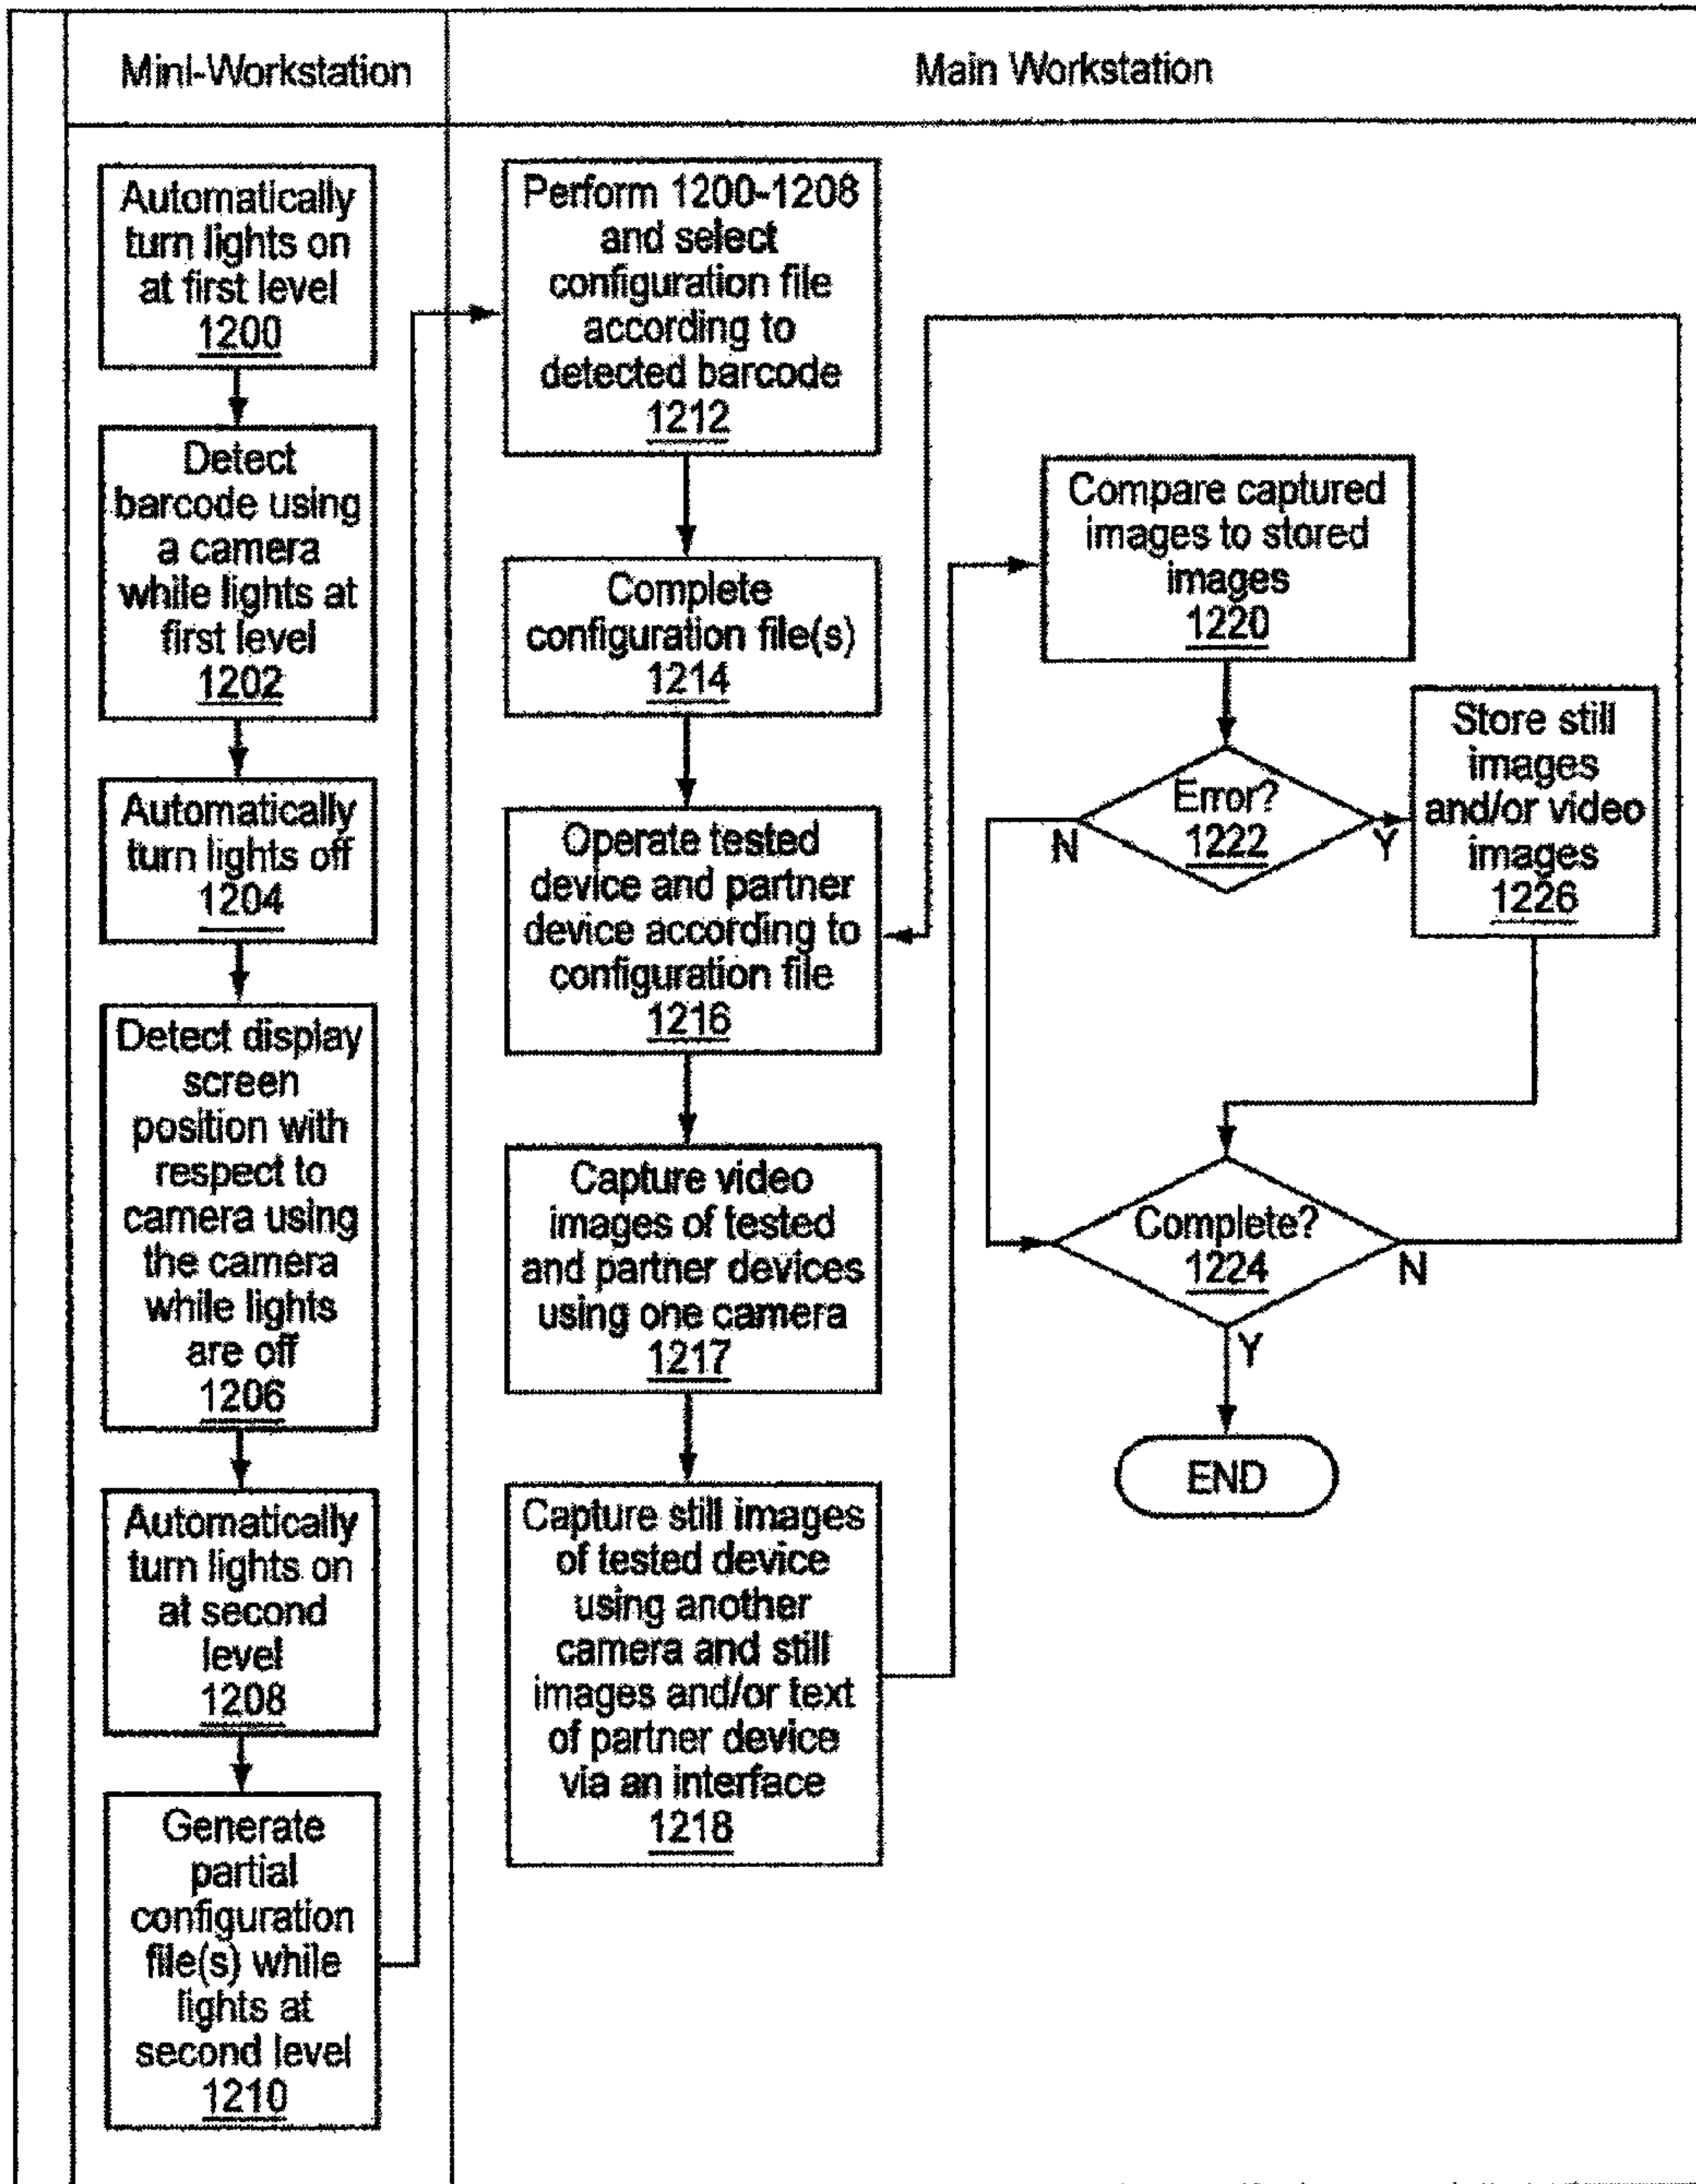 Mini-Workstation
Main Workstation
Automatically
turn lights on
at first level
1200
Detect
barcode using
a camera
while lights at
first level
1202
Automatically
turn lights off
1204
Detect display
screen
position with
respect to
camera using
the camera
while lights
are off
1206
Automatically
turn lights on
at second
level
1208
Generate
partial
configuration
file(s) while
lights at
second level
1210
Perform 1200-1208
and select
configuration file
according to
detected barcode
1212
Complete
configuration file(s)
1214
Operate tested
device and partner
device according to
configuration file
1216
Capture video
images of tested
and partner devices
using one camera
1217
Capture still images
of tested device
using another
camera and still
images and/or text
of partner device
via an interface
1218
Compare captured
images to stored
images
1220
Error?
1222
N
Y
Store still
images
and/or video
images
1226
Complete?
1224
N
Y
END